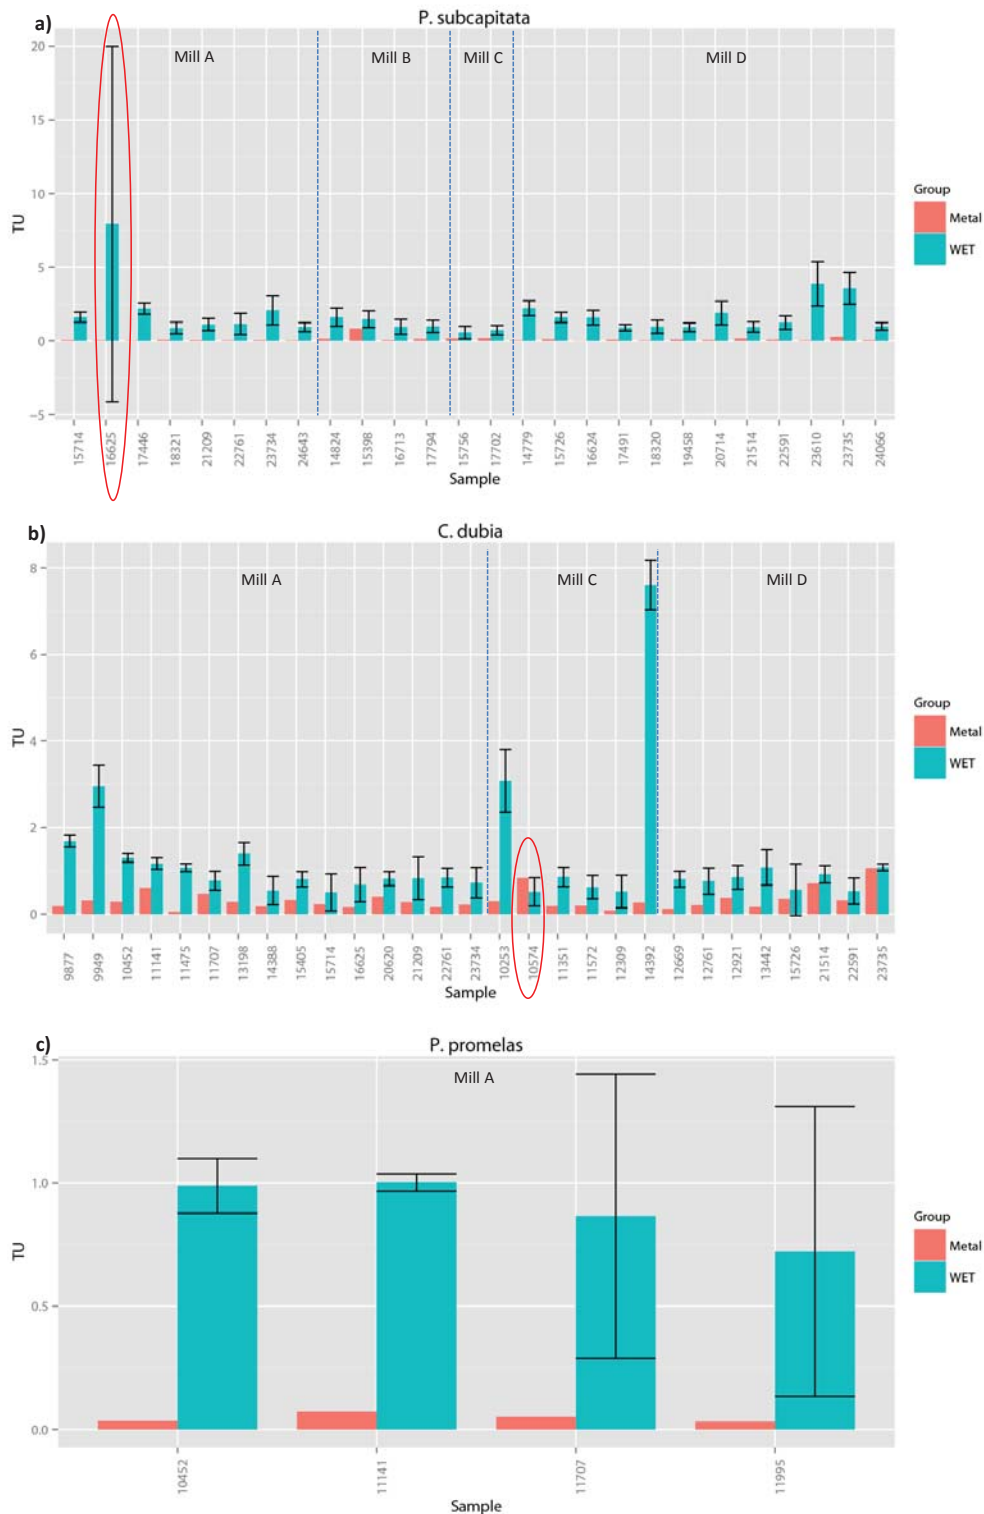 a)
P. subcapitata
Mill A
Mill B
Mill C
Mill D
20
15
10
5
0
−5
TU
15714
16625
17446
18321
21209
22761
23734
24643
14824
15398
16713
17794
15756
17702
14779
15726
16624
17491
18320
19458
20714
21514
22591
23610
23735
24066
Sample
Group
Metal
WET
b)
C. dubia
Mill A
Mill C
Mill D
8
6
4
2
0
TU
9877
9949
10452
11141
11475
11707
13198
14388
15405
15714
16625
20620
21209
22761
23734
10253
10574
11351
11572
12309
14392
12669
12761
12921
13442
15726
21514
22591
23735
Sample
Group
Metal
WET
c)
P. promelas
Mill A
1.5
1.0
0.5
0.0
TU
10452
11141
11707
11995
Sample
Group
Metal
WET